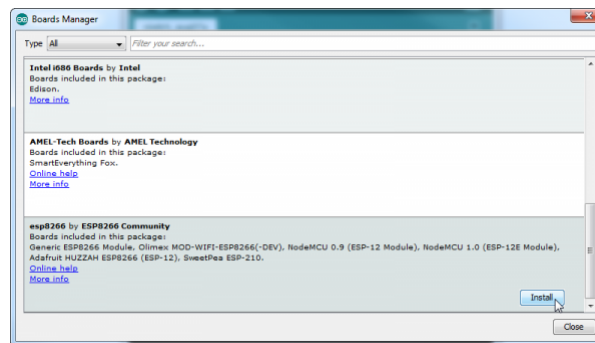 Boards Manager
Type All Filter your search...
Intel i686 Boards by Intel
Boards included in this package:
Edison.
More info
AMEL-Tech Boards by AMEL Technology
Boards included in this package:
SmartEverything Fox.
Online help
More info
esp8266 by ESP8266 Community
Boards included in this package:
Generic ESP8266 Module, Olimex MOD-WIFI-ESP8266(-DEV), NodeMCU 0.9 (ESP-12 Module), NodeMCU 1.0 (ESP-12E Module),
Adafruit HUZZAH ESP8266 (ESP-12), SweetPea ESP-210.
Online help
More info
Install
Close